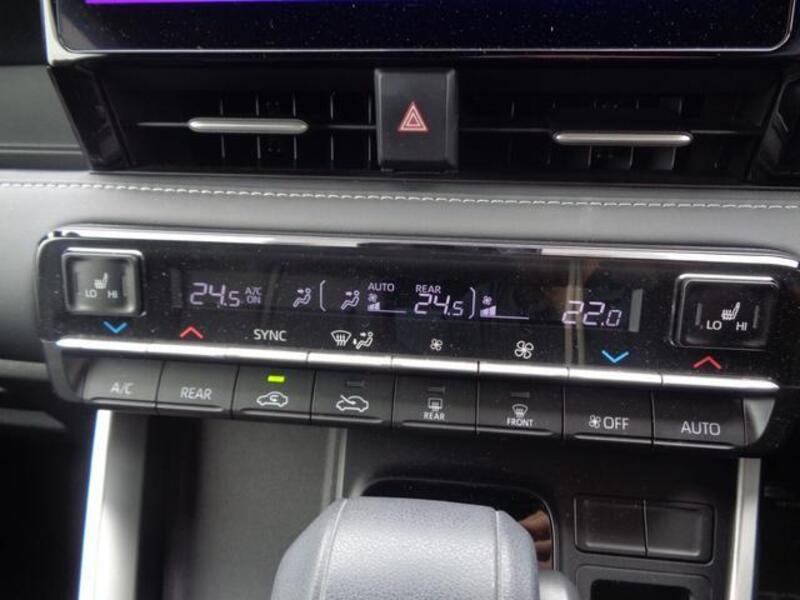 LO HI
24.5 A/C ON
AUTO
REAR
24.5
22.0
LO HI
SYNC
A/C
REAR
REAR
FRONT
OFF
AUTO